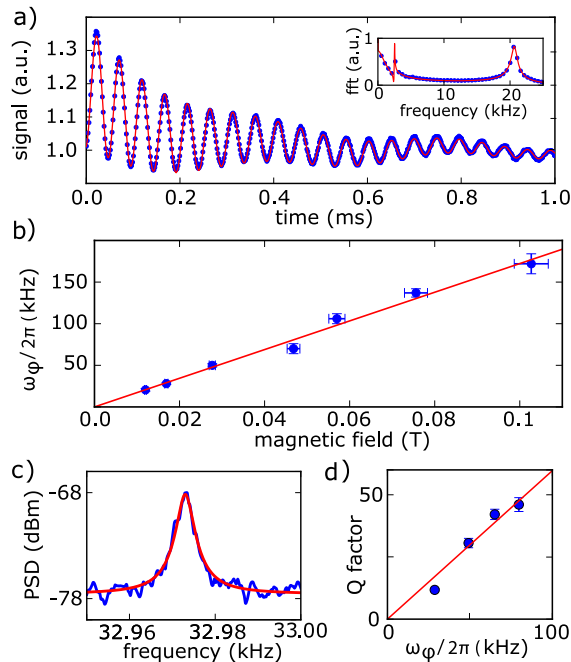 a)
signal (a.u.)
1.3
1.2
1.1
1.0
0.0 0.2 0.4 0.6 0.8 1.0
time (ms)
fft (a.u.)
1
0
0 10 20
frequency (kHz)
b)
ωφ/2π (kHz)
150
100
50
0.0 0.02 0.04 0.06 0.08 0.1
magnetic field (T)
c)
PSD (dBm)
-68
-78
32.96 32.98 33.00
frequency (kHz)
d)
Q factor
60
0
0 100
ωφ/2π (kHz)